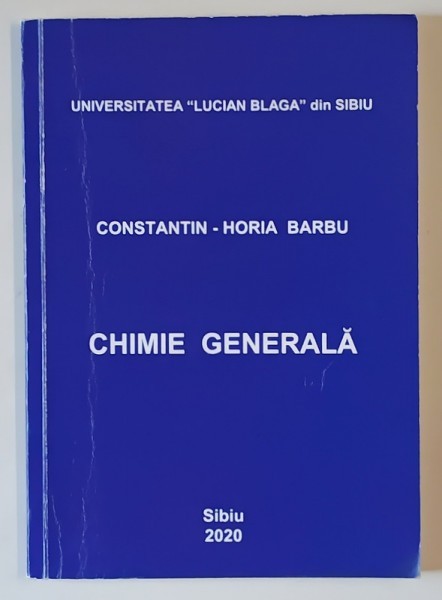 UNIVERSITATEA “LUCIAN BLAGA” din SIBIU
CONSTANTIN - HORIA BARBU
CHIMIE GENERALĂ
Sibiu
2020